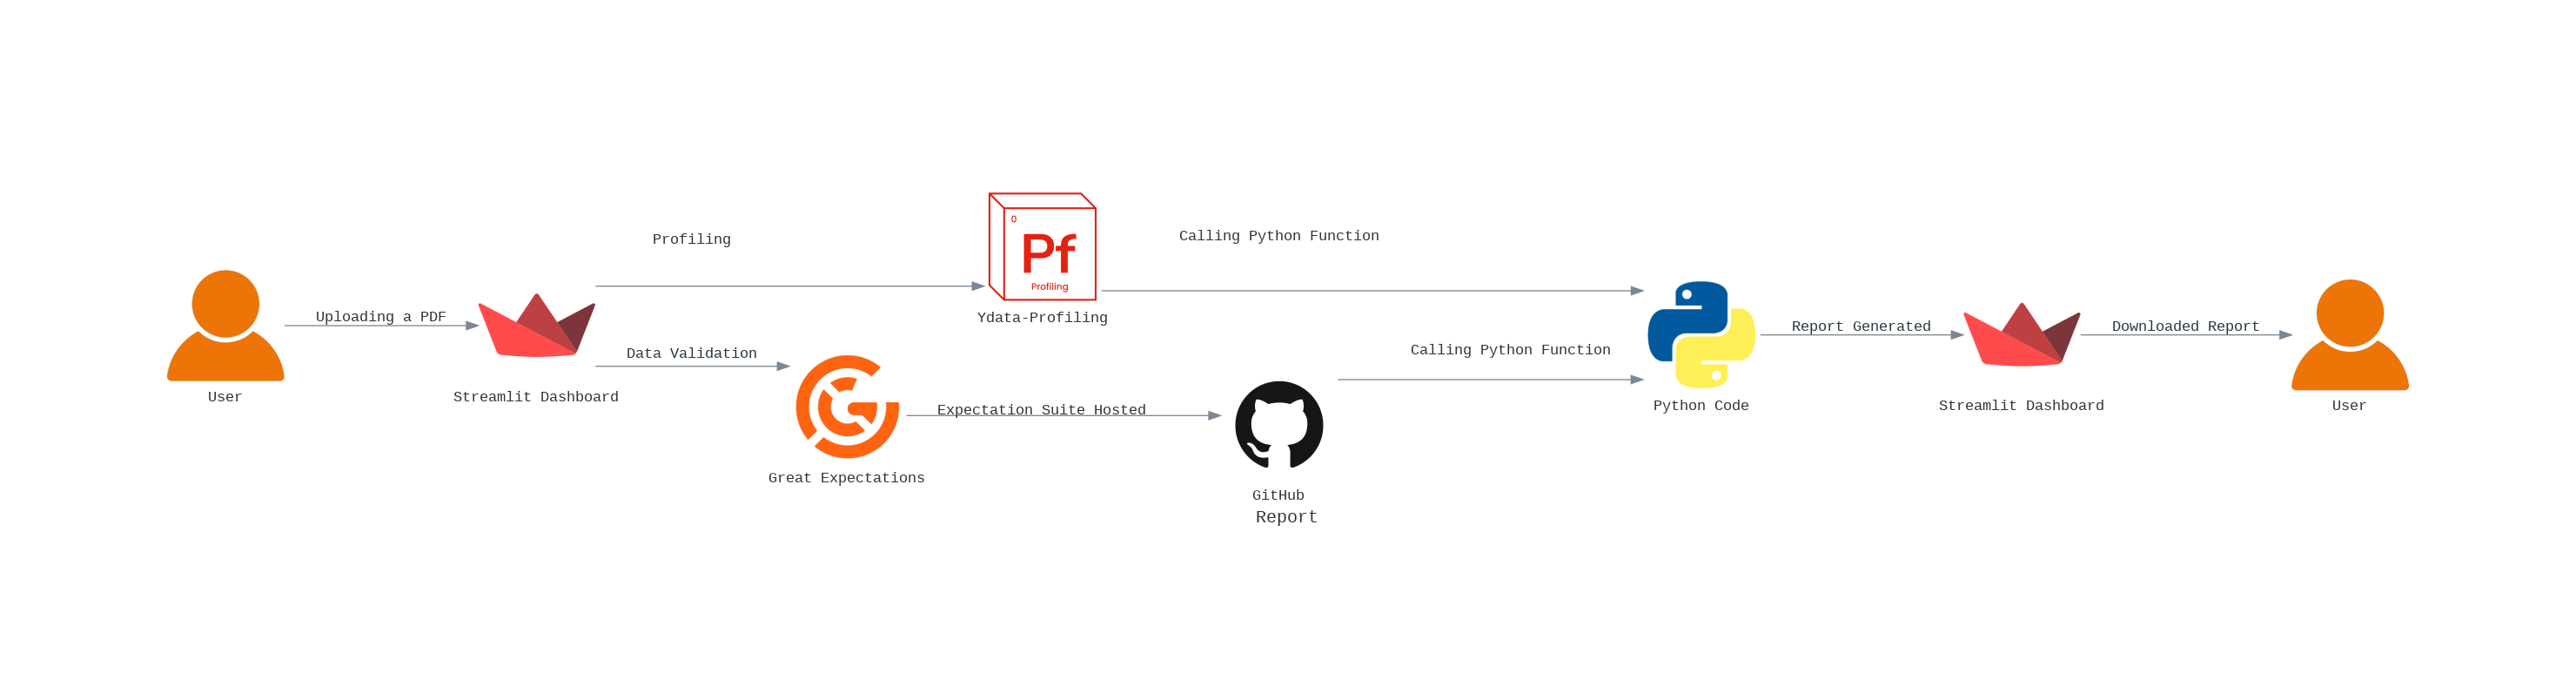 Uploading a PDF
User
Streamlit Dashboard
Profiling
Data Validation
0
Pf
Profiling
Ydata-Profiling
Great Expectations
Expectation Suite Hosted
Calling Python Function
GitHub
Report
Calling Python Function
Python Code
Report Generated
Streamlit Dashboard
Downloaded Report
User